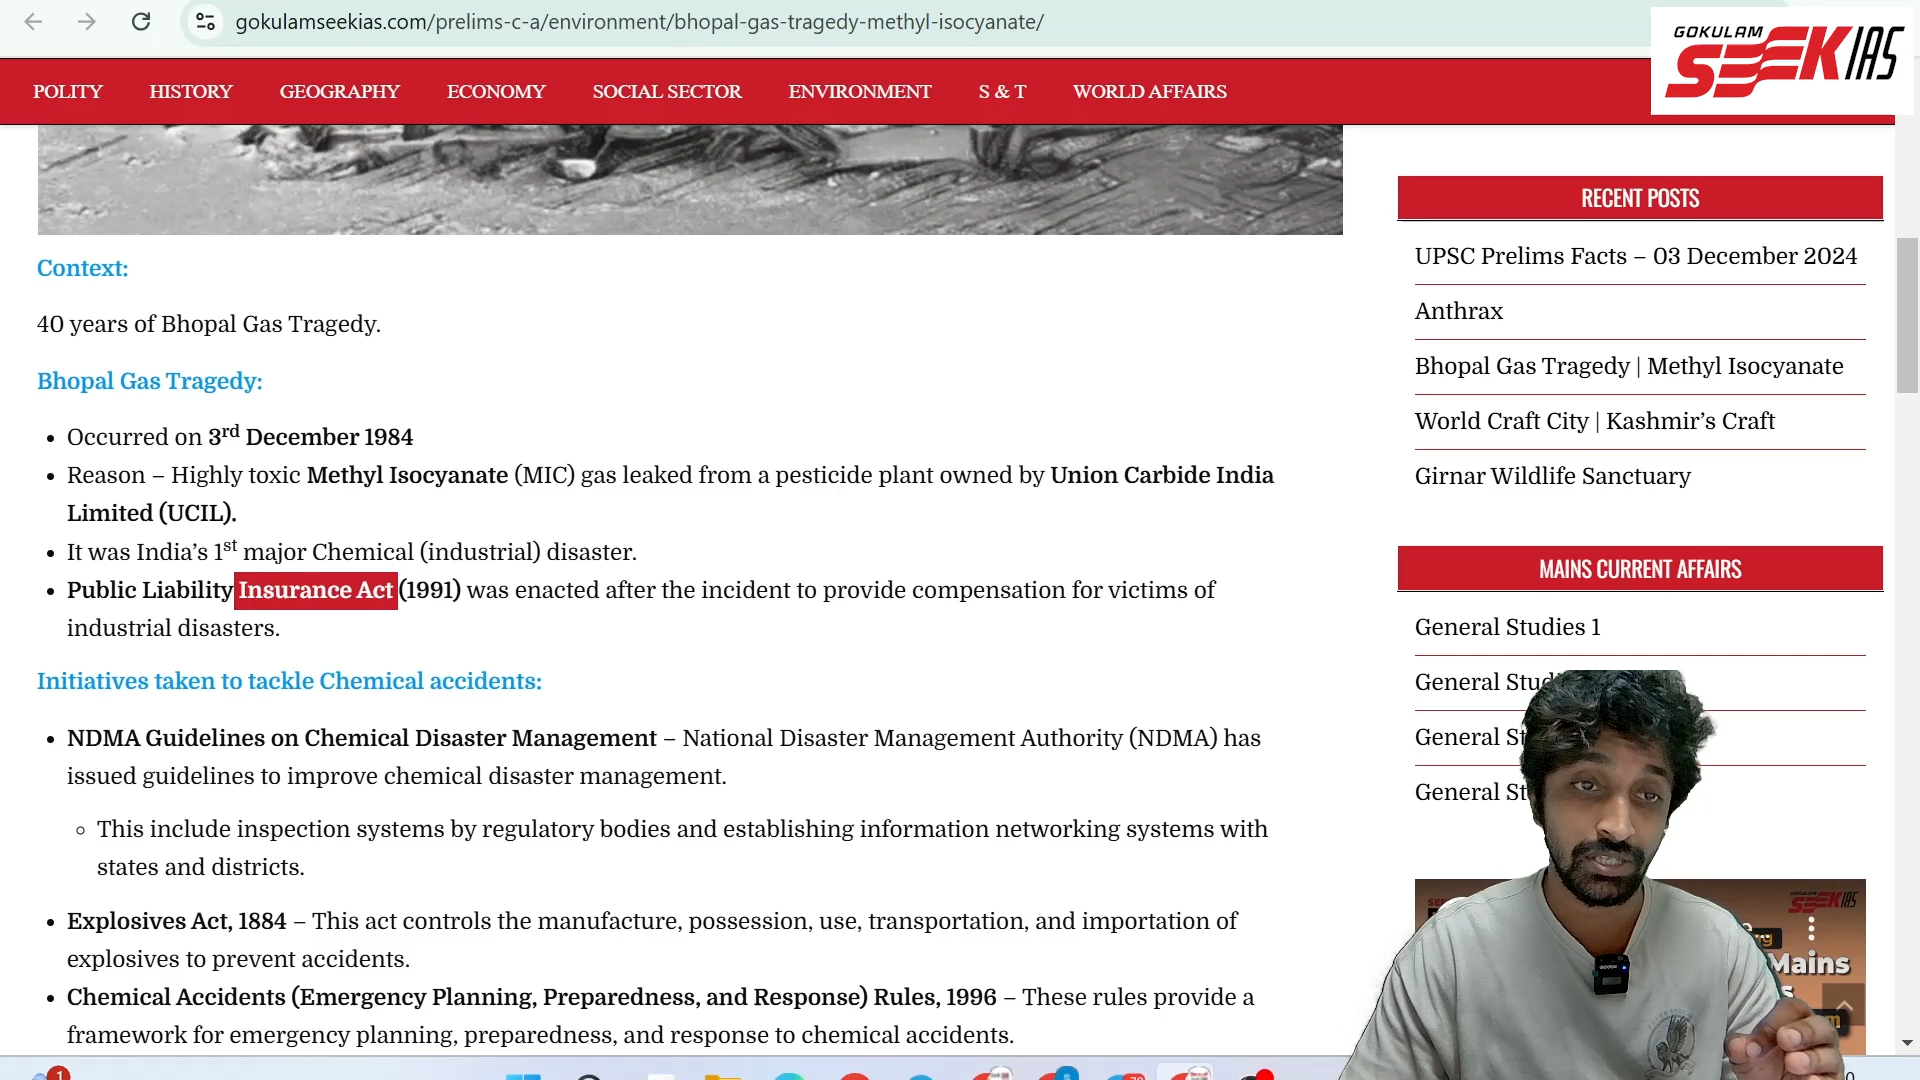 gokulamseekias.com/prelims-c-a/environment/bhopal-gas-tragedy-methyl-isocyanate/
GOKULAM
SEEKIAS
POLITY HISTORY GEOGRAPHY ECONOMY SOCIAL SECTOR ENVIRONMENT S & T WORLD AFFAIRS
Context:
40 years of Bhopal Gas Tragedy.
Bhopal Gas Tragedy:
• Occurred on 3rd December 1984
• Reason – Highly toxic Methyl Isocyanate (MIC) gas leaked from a pesticide plant owned by Union Carbide India
Limited (UCIL).
• It was India’s 1st major Chemical (industrial) disaster.
• Public Liability Insurance Act (1991) was enacted after the incident to provide compensation for victims of
industrial disasters.
Initiatives taken to tackle Chemical accidents:
• NDMA Guidelines on Chemical Disaster Management – National Disaster Management Authority (NDMA) has
issued guidelines to improve chemical disaster management.
◦ This include inspection systems by regulatory bodies and establishing information networking systems with
states and districts.
• Explosives Act, 1884 – This act controls the manufacture, possession, use, transportation, and importation of
explosives to prevent accidents.
• Chemical Accidents (Emergency Planning, Preparedness, and Response) Rules, 1996 – These rules provide a
framework for emergency planning, preparedness, and response to chemical accidents.
RECENT POSTS
UPSC Prelims Facts – 03 December 2024
Anthrax
Bhopal Gas Tragedy | Methyl Isocyanate
World Craft City | Kashmir’s Craft
Girnar Wildlife Sanctuary
MAINS CURRENT AFFAIRS
General Studies 1
General
General
General
SEEKIAS
Mains
1